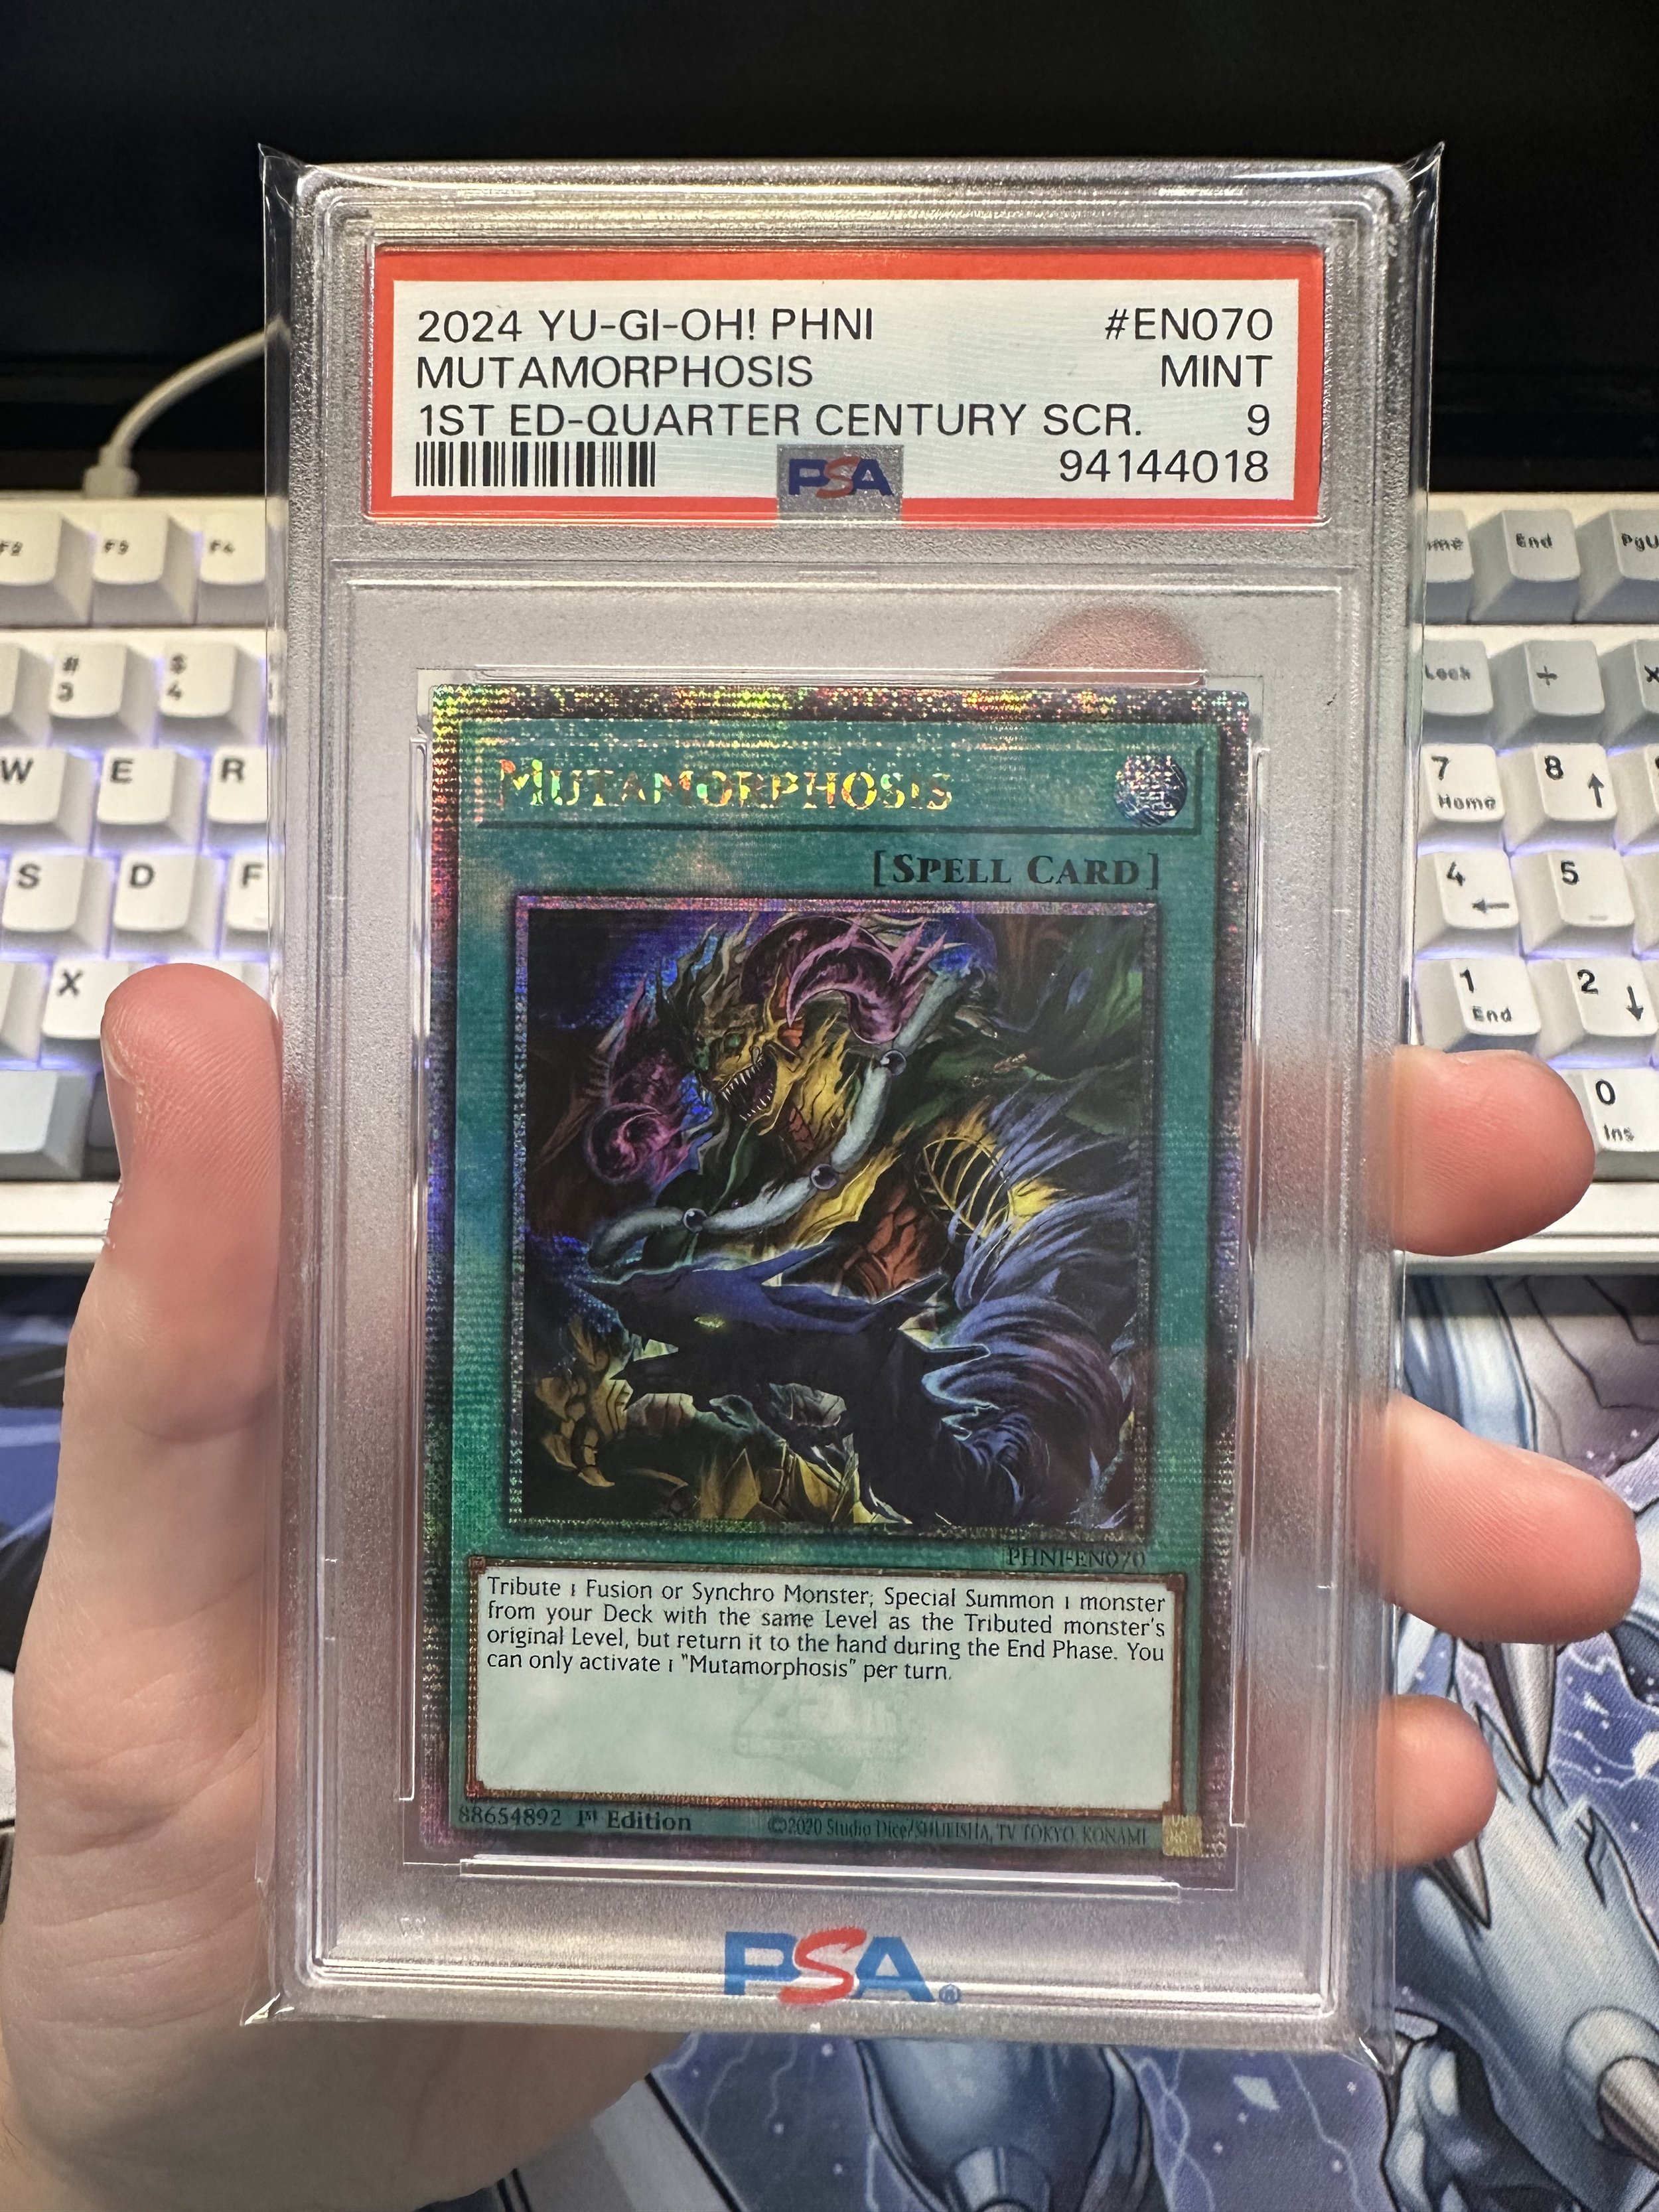 2024 YU-GI-OH! PHNI #EN070
MUTAMORPHOSIS MINT
1ST ED-QUARTER CENTURY SCR. 9
PSA 94144018
F2 F3 F4
End
# 3
$ 4
Lock
+
W E R
7 Home
8
S D F
4
5
X
1 End
2
0 Ins
MUTAMORPHOSIS
[SPELL CARD]
PHNI-EN070
Tribute 1 Fusion or Synchro Monster; Special Summon 1 monster
from your Deck with the same Level as the Tributed monster's
original Level, but return it to the hand during the End Phase. You
can only activate 1 "Mutamorphosis" per turn.
88654892 1st Edition ©2020 Studio Dice/SHUEISHA, TV TOKYO, KONAMI
PSA®